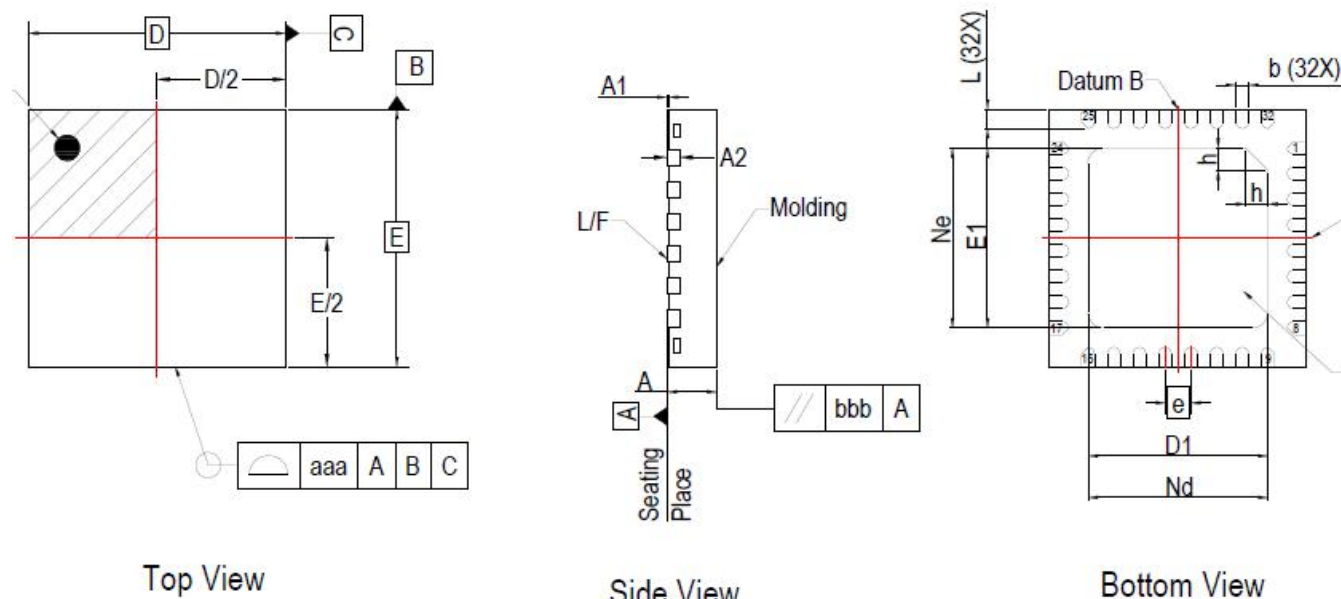 D
C
D/2
B
E
E/2
aaa A B C
Top View
A1
A2
L/F
Molding
A
A
bbb A
Seating
Place
Side View
L (32X)
b (32X)
Datum B
25
32
24
1
h
h
Ne
E1
17
8
16
9
e
D1
Nd
Bottom View